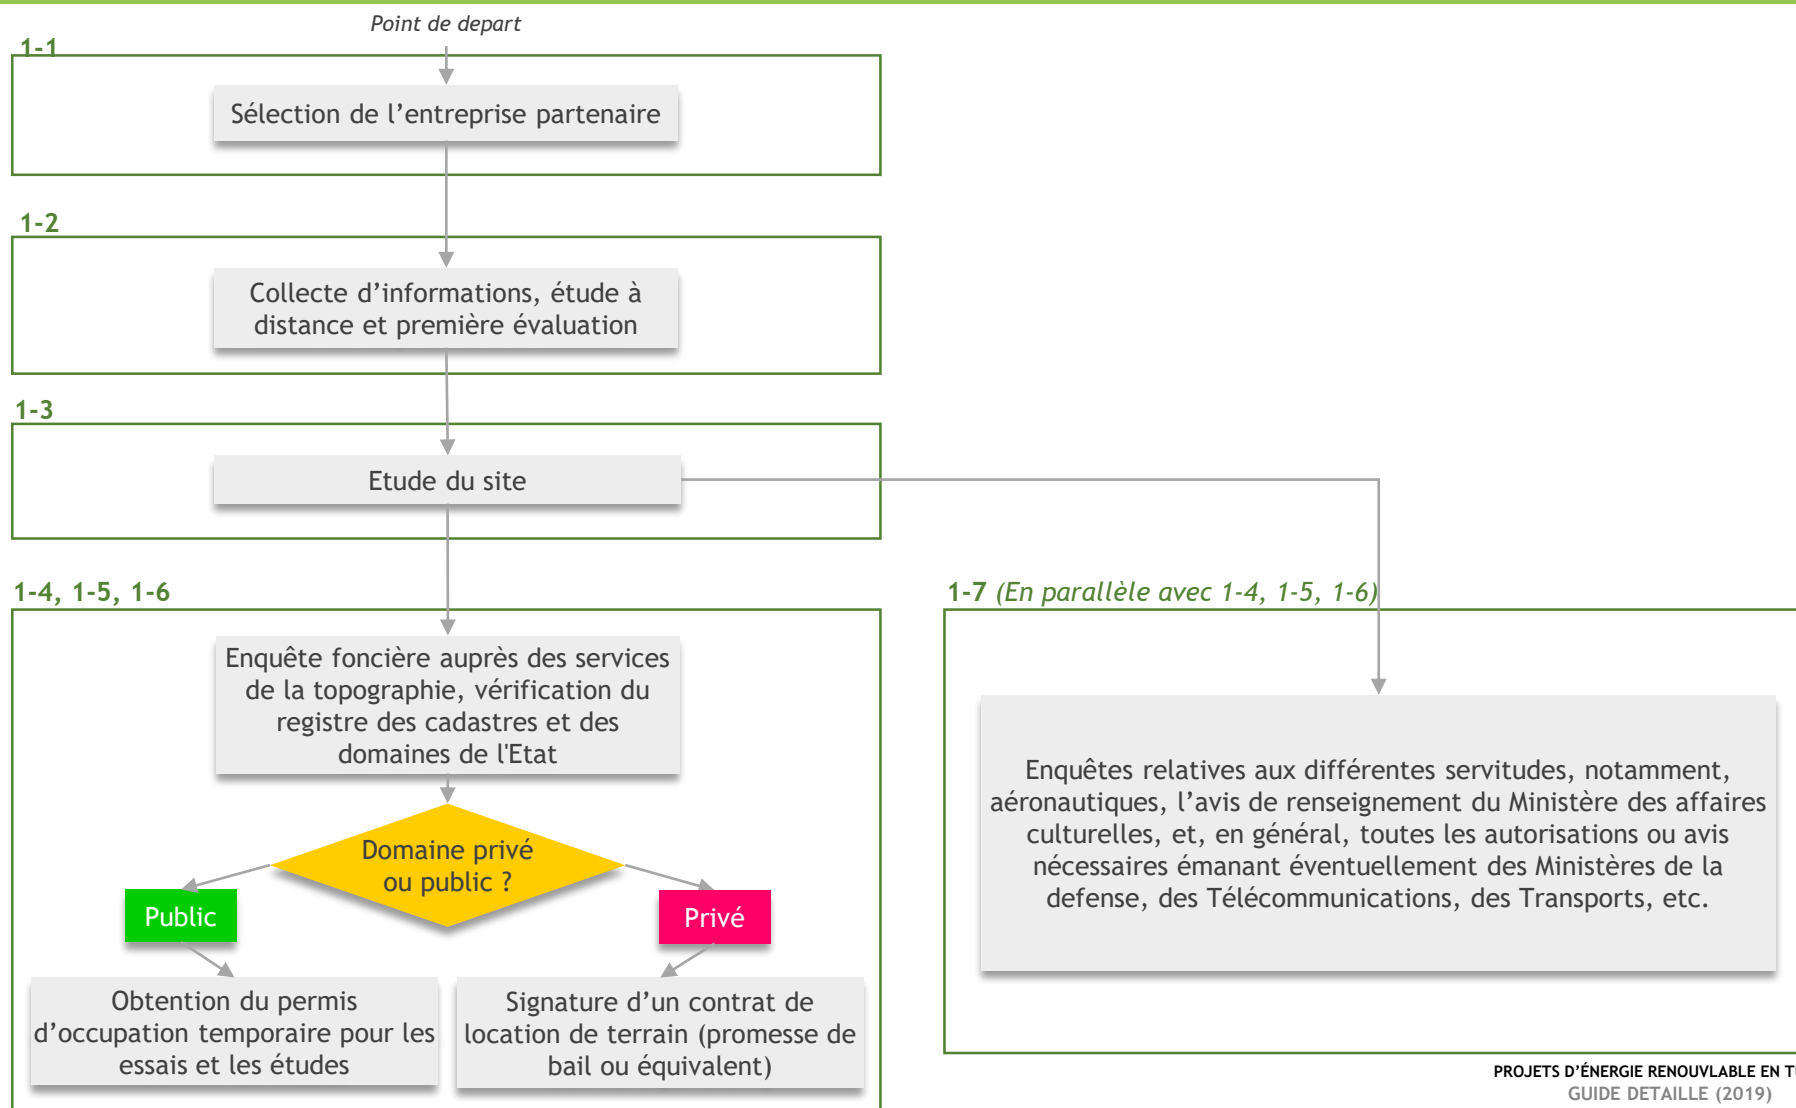 Point de depart
1-1
Sélection de l’entreprise partenaire
1-2
Collecte d’informations, étude à
distance et première évaluation
1-3
Etude du site
1-4, 1-5, 1-6
Enquête foncière auprès des services
de la topographie, vérification du
registre des cadastres et des
domaines de l'Etat
Domaine privé
ou public ?
Public
Privé
Obtention du permis
d’occupation temporaire pour les
essais et les études
Signature d’un contrat de
location de terrain (promesse de
bail ou équivalent)
1-7 (En parallèle avec 1-4, 1-5, 1-6)
Enquêtes relatives aux différentes servitudes, notamment,
aéronautiques, l’avis de renseignement du Ministère des affaires
culturelles, et, en général, toutes les autorisations ou avis
nécessaires émanant éventuellement des Ministères de la
defense, des Télécommunications, des Transports, etc.
PROJETS D’ÉNERGIE RENOUVLABLE EN
GUIDE DETAILLE (2019)